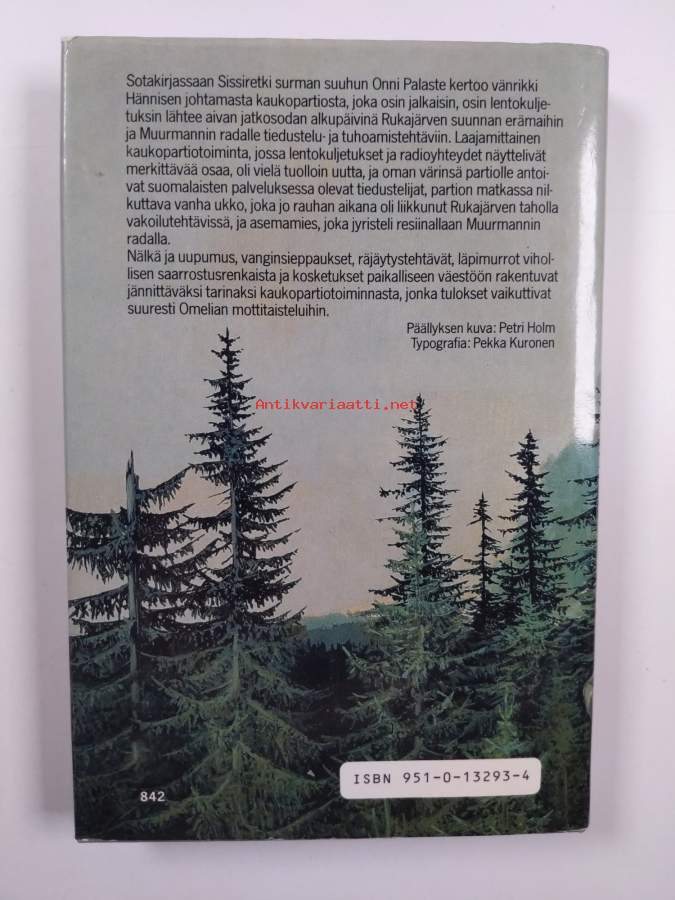 Sotakirjassaan Sissiretki surman suuhun Onni Palaste kertoo vänrikki
Hännisen johtamasta kaukopartiosta, joka osin jalkaisin, osin lentokulje-
tuksin lähtee aivan jatkosodan alkupäivinä Rukajärven suunnan erämaihin
ja Muurmannin radalle tiedustelu- ja tuhoamistehtäviin. Laajamittainen
kaukopartiotoiminta, jossa lentokuljetukset ja radioyhteydet näyttelivät
merkittävää osaa, oli vielä tuolloin uutta, ja oman värinsä partiolle antoi-
vat suomalaisten palveluksessa olevat tiedustelijat, partion matkassa nil-
kuttava vanha ukko, joka jo rauhan aikana oli liikkunut Rukajärven taholla
vakoilutehtävissä, ja asemamies, joka jyristeli resiinallaan Muurmannin
radalla.
Nälkä ja uupumus, vanginsieppaukset, räjäytystehtävät, läpimurrot vihol-
lisen saarrostusrenkaista ja kosketukset paikalliseen väestöön rakentuvat
jännittäväksi tarinaksi kaukopartiotoiminnasta, jonka tulokset vaikuttivat
suuresti Omelian mottitaisteluihin.
Päällyksen kuva: Petri Holm
Typografia: Pekka Kuronen
Antikvariaatti.net
ISBN 951-0-13293-4
842